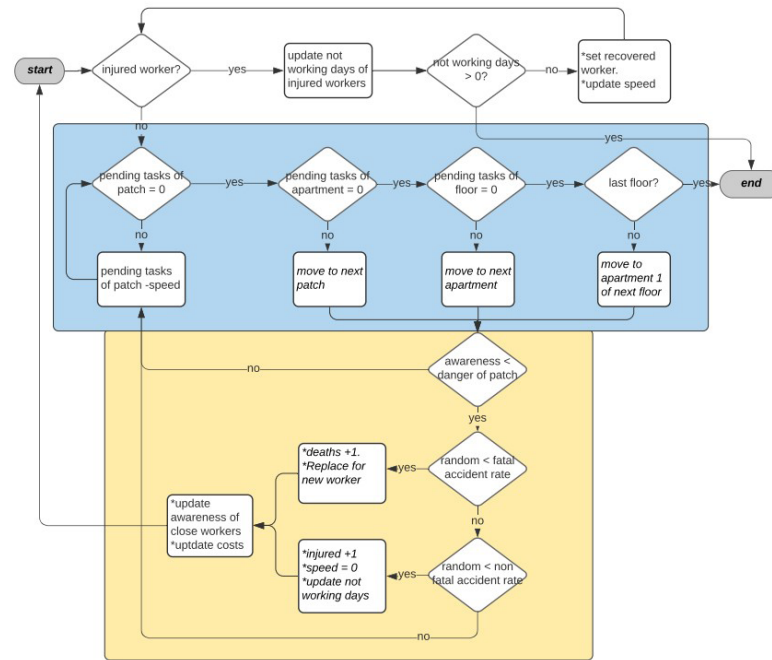 start
injured worker?
yes
update not
working days of
injured workers
not working days
> 0?
no
*set recovered
worker.
*update speed
no
yes
pending tasks of
patch = 0
yes
pending tasks
of apartment = 0
yes
pending tasks of
floor = 0
yes
last floor?
yes
end
no
no
no
no
pending tasks
of patch -speed
move to next
patch
move to next
apartment
move to
apartment 1
of next floor
awareness <
danger of patch
no
yes
*deaths +1.
*Replace for
new worker
yes
random < fatal
accident rate
*update
awareness of
close workers
*uptdate costs
no
*injured +1
*speed = 0
*update not
working days
yes
random < non
fatal accident rate
no